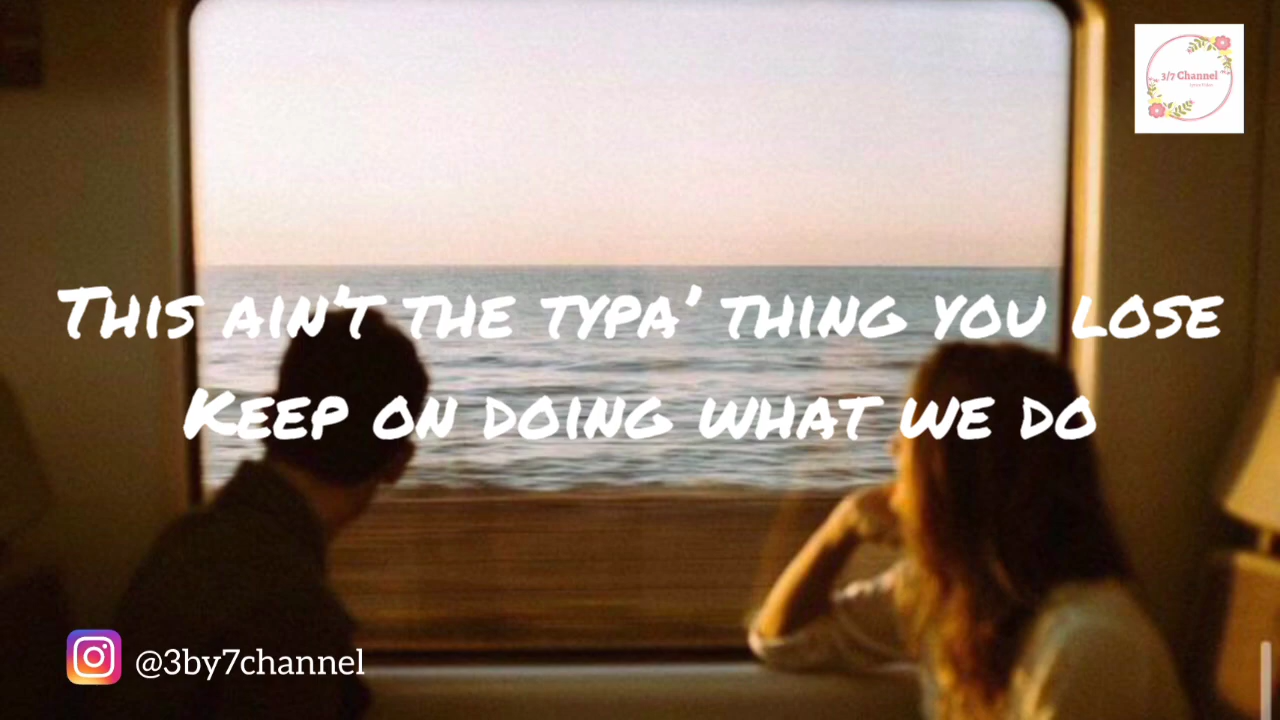 3/7 Channel
THIS AIN'T THE TYPA' THING YOU LOSE
KEEP ON DOING WHAT WE DO
@3by7channel